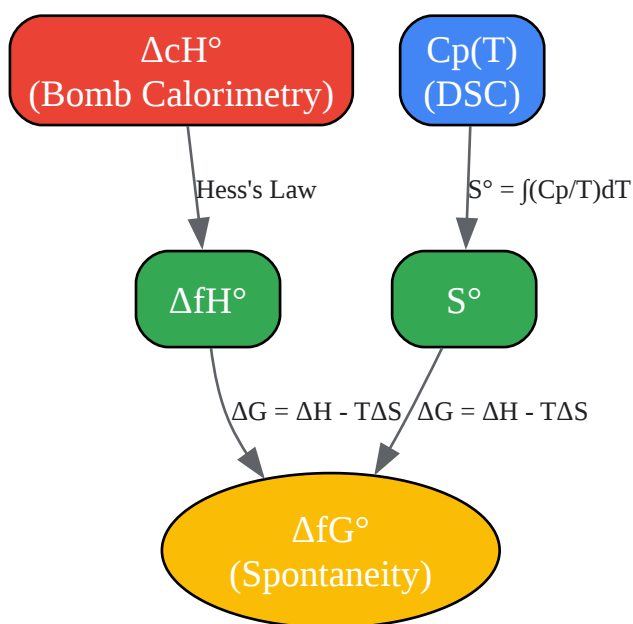 ΔcH°
(Bomb Calorimetry)
Cp(T)
(DSC)
Hess's Law
S° = ∫(Cp/T)dT
ΔfH°
S°
ΔG = ΔH - TΔS
ΔG = ΔH - TΔS
ΔfG°
(Spontaneity)